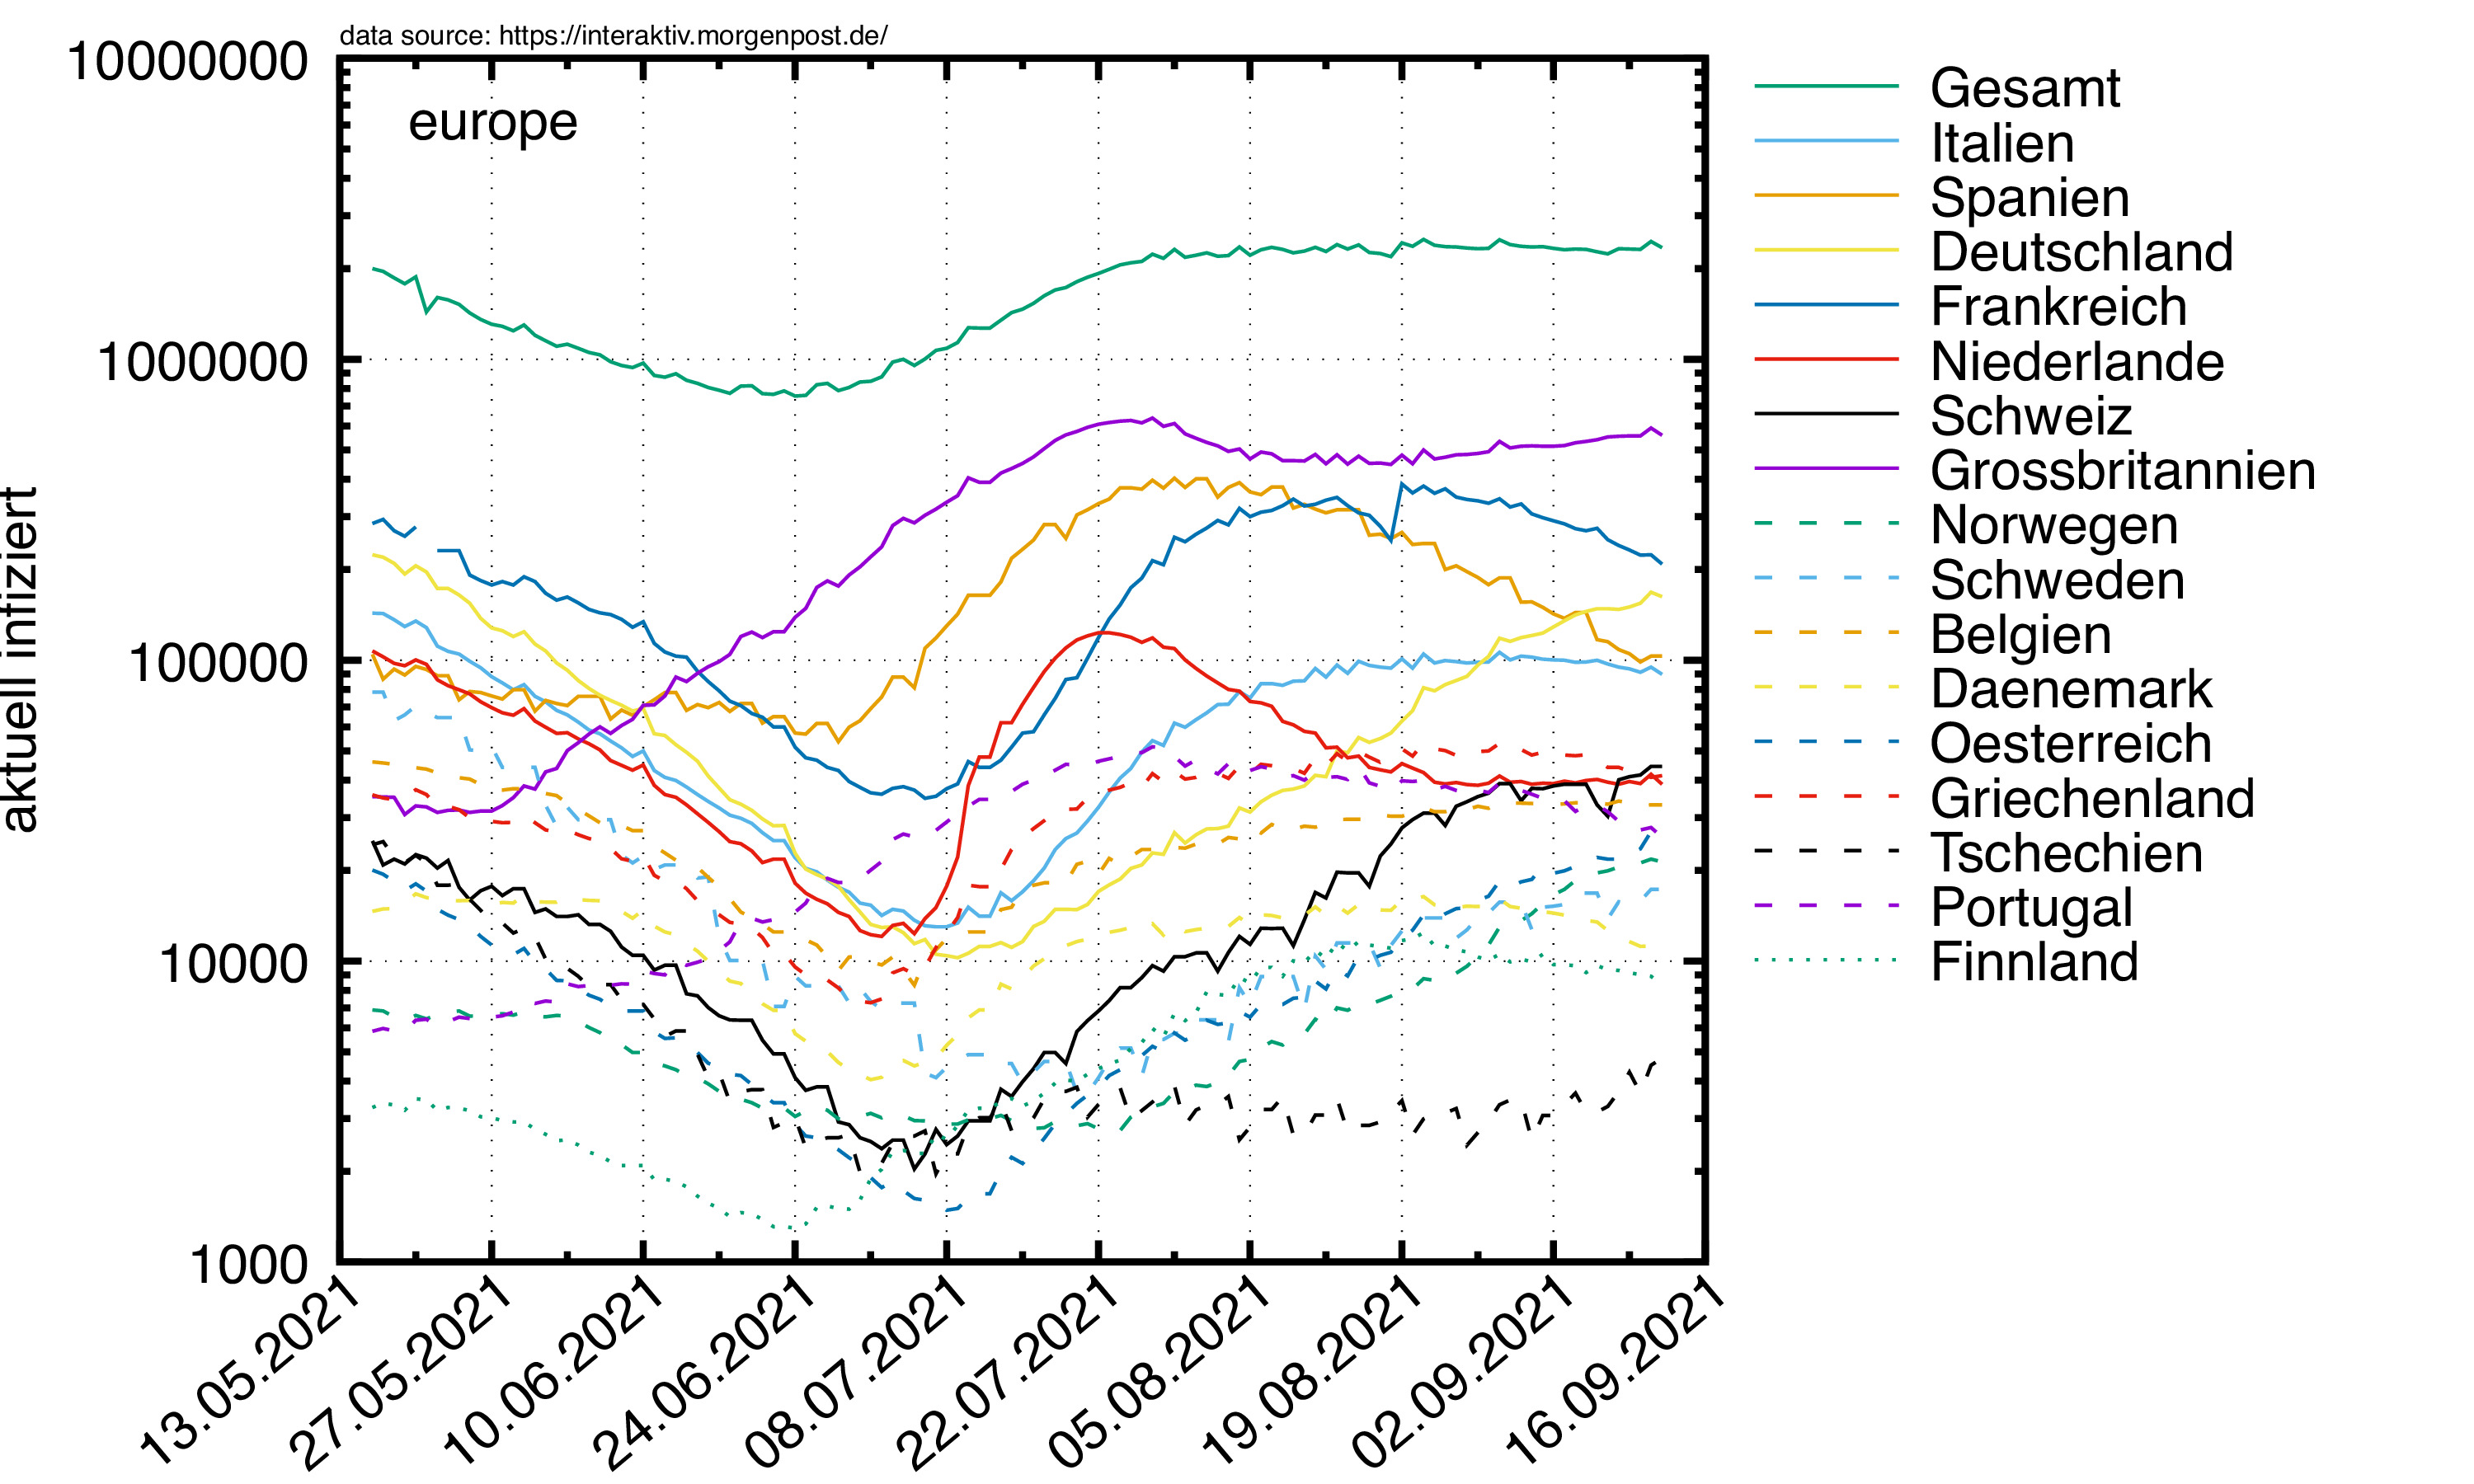 data source: https://interaktiv.morgenpost.de/
europe
aktuell infiziert
10000000
1000000
100000
10000
1000
13.05.2021
27.05.2021
10.06.2021
24.06.2021
08.07.2021
22.07.2021
05.08.2021
19.08.2021
02.09.2021
16.09.2021
Gesamt
Italien
Spanien
Deutschland
Frankreich
Niederlande
Schweiz
Grossbritannien
Norwegen
Schweden
Belgien
Daenemark
Oesterreich
Griechenland
Tschechien
Portugal
Finnland